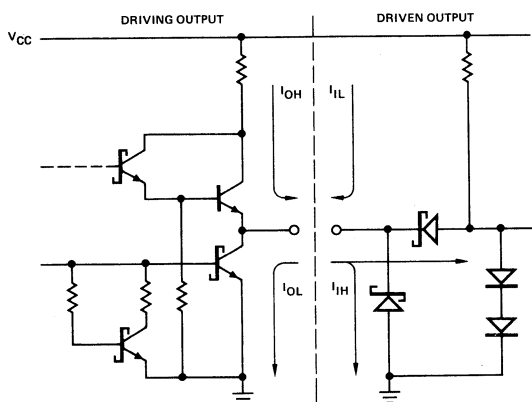 DRIVING OUTPUT
DRIVEN OUTPUT
VCC
IOH
IIL
IOL
IIH